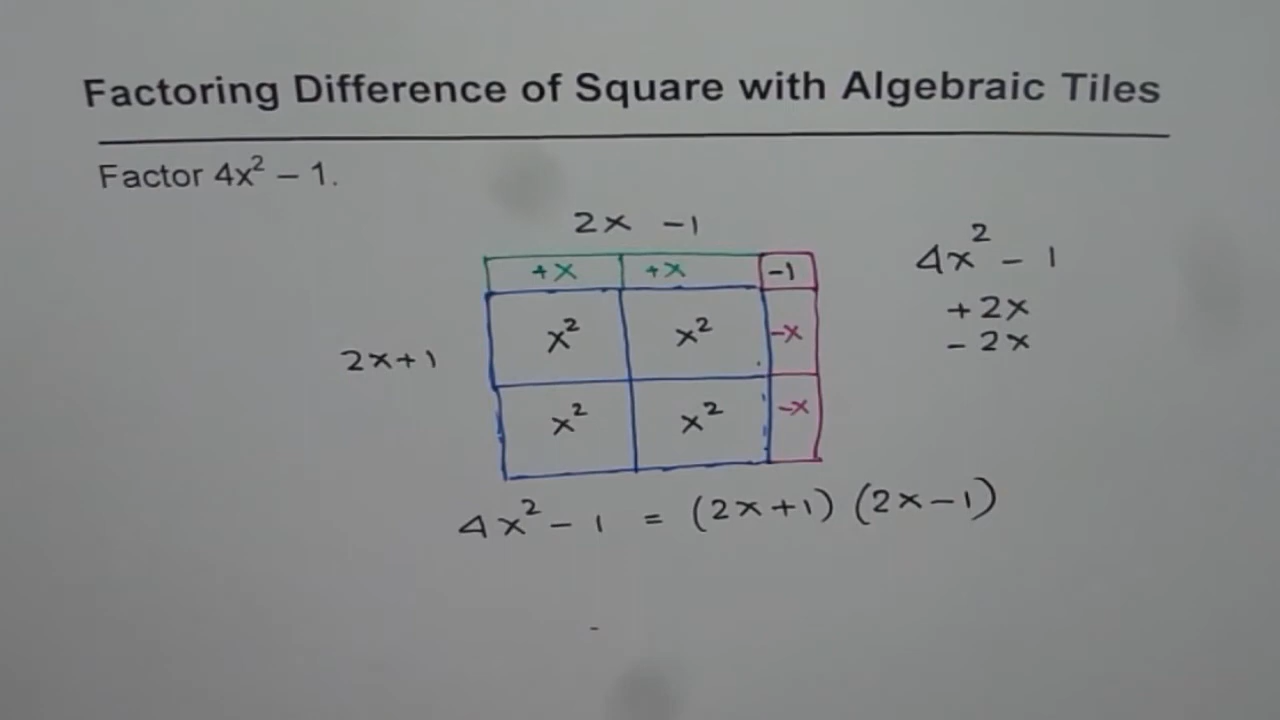 Factoring Difference of Square with Algebraic Tiles
Factor 4x² – 1.
2x -1
4x² - 1
+2x
- 2x
+x +x -1
x² x² -x
2x+1
x² x² -x
4x² - 1 = (2x+1) (2x-1)